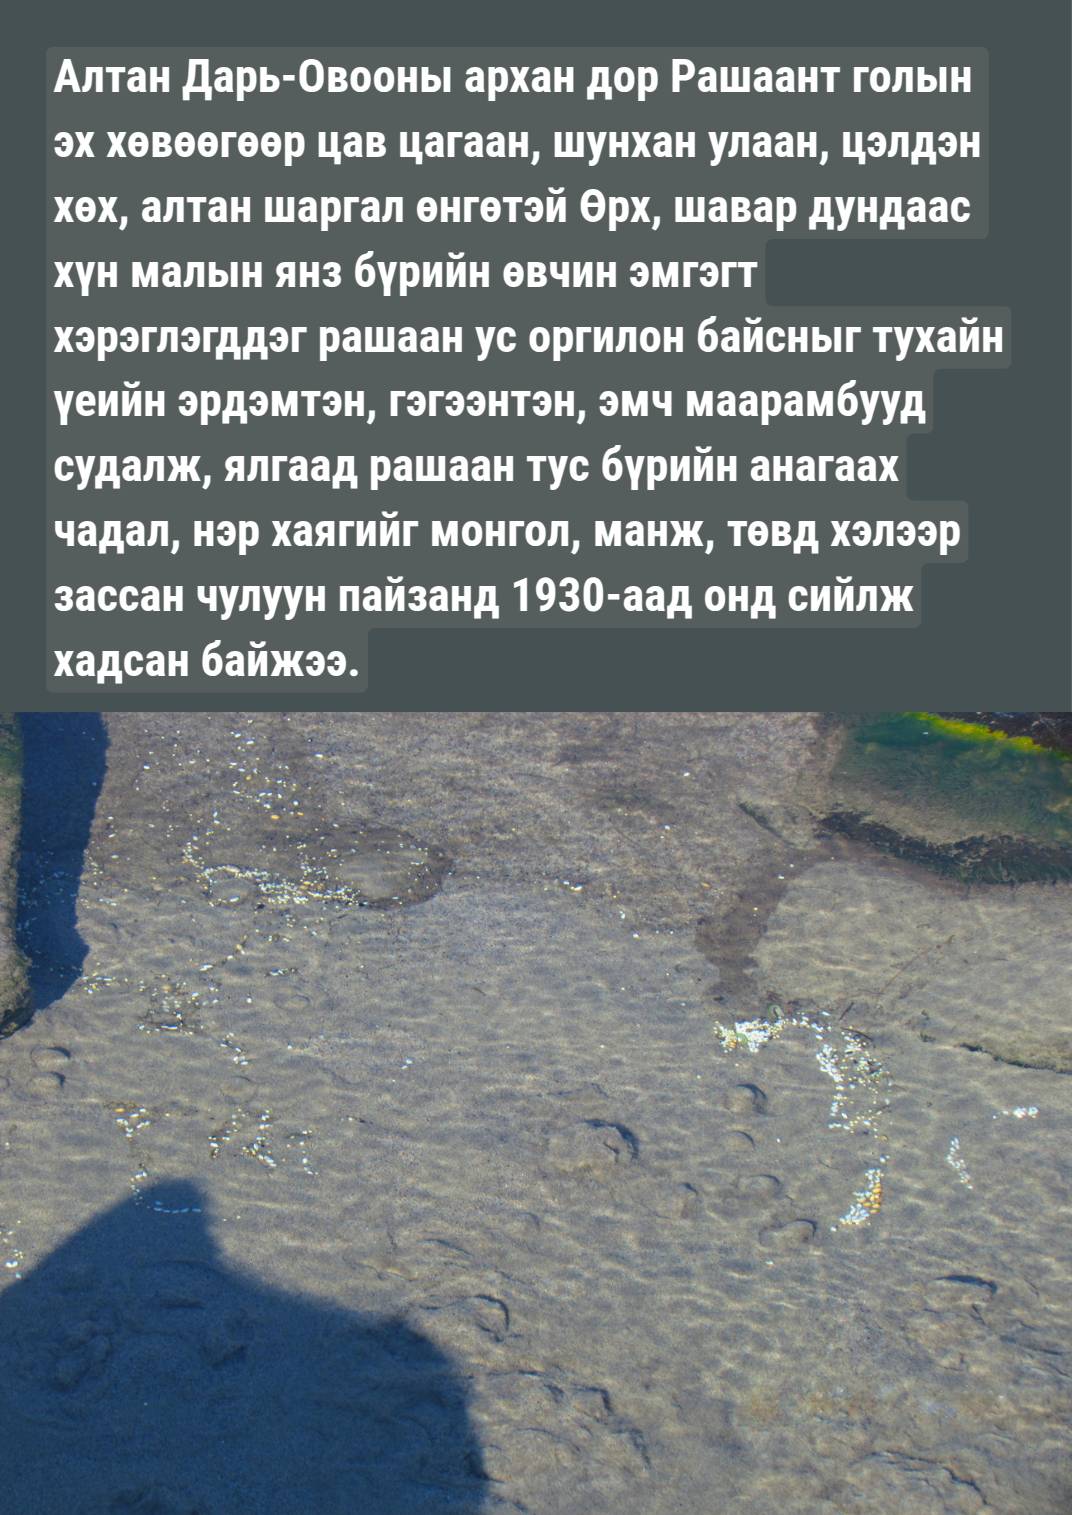 Алтан Дарь-Овооны архан дор Рашаант голын
эх хөвөөгөөр цав цагаан, шунхан улаан, цэлдэн
хөх, алтан шаргал өнгөтэй Өрх, шавар дундаас
хүн малын янз бүрийн өвчин эмгэгт
хэрэглэгддэг рашаан ус оргилон байсныг тухайн
үеийн эрдэмтэн, гэгээнтэн, эмч маарамбууд
судалж, ялгаад рашаан тус бүрийн анагаах
чадал, нэр хаягийг монгол, манж, төвд хэлээр
зассан чулуун пайзанд 1930-аад онд сийлж
хадсан байжээ.